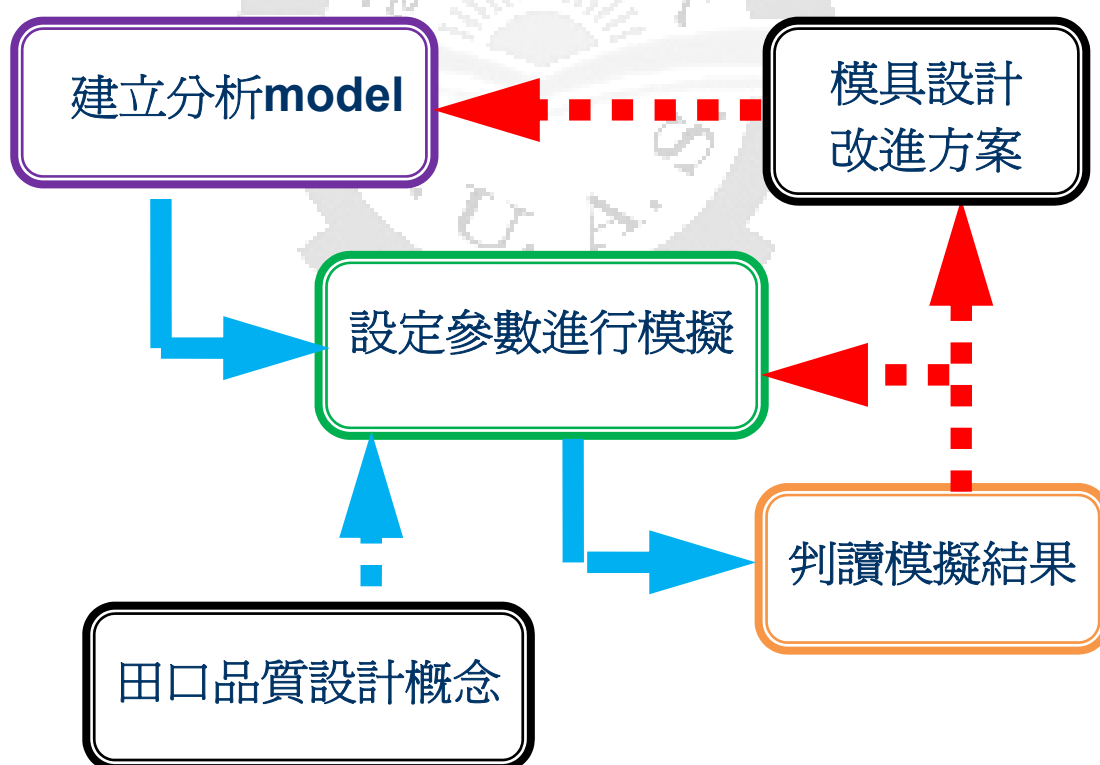 建立分析model
模具設計
改進方案
設定參數進行模擬
判讀模擬結果
田口品質設計概念
U A. S